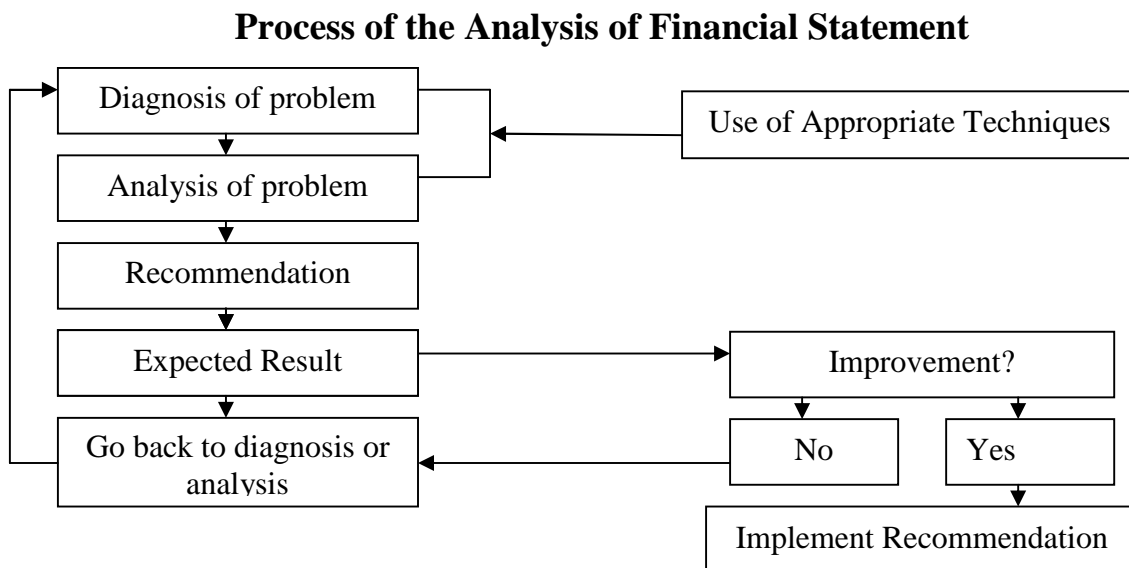 Process of the Analysis of Financial Statement
Diagnosis of problem
Use of Appropriate Techniques
Analysis of problem
Recommendation
Expected Result
Improvement?
Go back to diagnosis or
analysis
No
Yes
Implement Recommendation